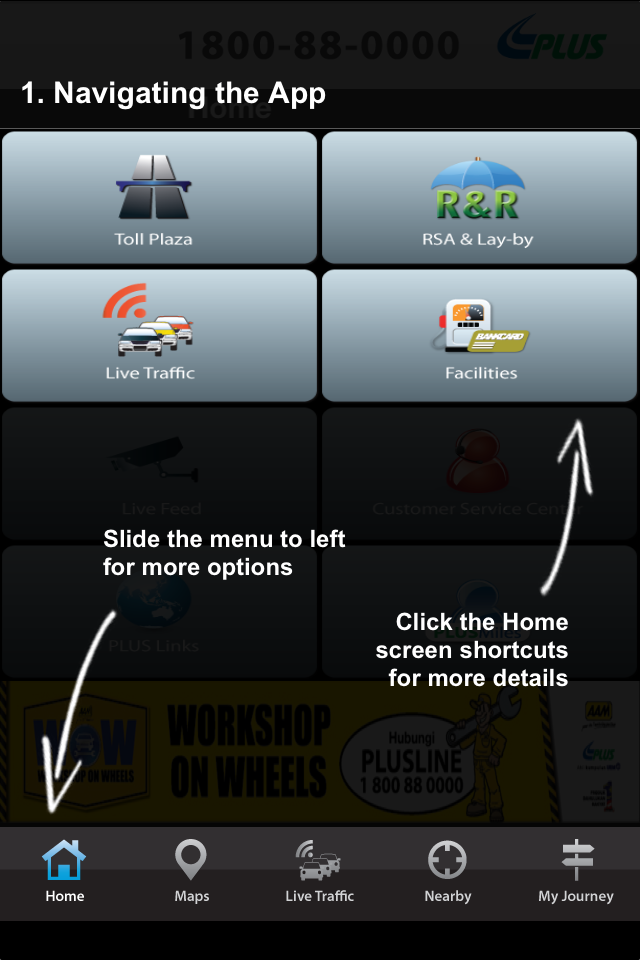 1800-88-0000
PLUS
1. Navigating the App
Home
Toll Plaza
R&R
RSA & Lay-by
Live Traffic
BANKCARD
Facilities
Live Feed
Customer Service Center
Slide the menu to left
for more options
Click the Home
screen shortcuts
for more details
PLUS Links
PLUSMiles
WOW
WORKSHOP ON WHEELS
WORKSHOP
ON WHEELS
Hubungi
PLUSLINE
1 800 88 0000
AAM
PLUS
Home
Maps
Live Traffic
Nearby
My Journey